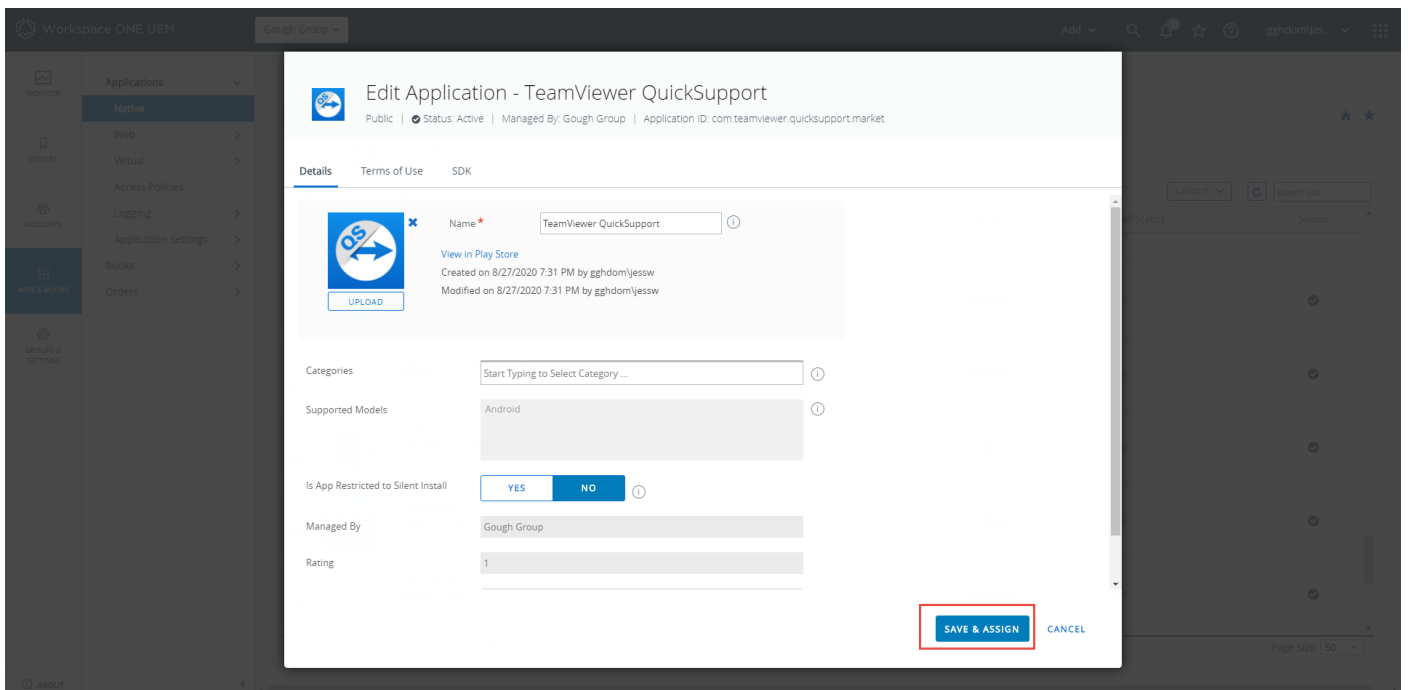 Workspace ONE UEM
Gough Group
Add
gghdom\jes...
MONITOR
DEVICES
ACCOUNTS
APPS & BOOKS
GROUPS &
SETTINGS
ABOUT
Applications
Native
Web
Virtual
Access Policies
Logging
Application Settings
Books
Orders
Edit Application - TeamViewer QuickSupport
Public | Status: Active | Managed By: Gough Group | Application ID: com.teamviewer.quicksupport.market
Details Terms of Use SDK
QS
UPLOAD
Name * TeamViewer QuickSupport
View in Play Store
Created on 8/27/2020 7:31 PM by gghdom\jessw
Modified on 8/27/2020 7:31 PM by gghdom\jessw
Categories Start Typing to Select Category ...
Supported Models Android
Is App Restricted to Silent Install YES NO
Managed By Gough Group
Rating 1
SAVE & ASSIGN CANCEL
LAYOUT
Search List
Status
Status
Page Size: 50